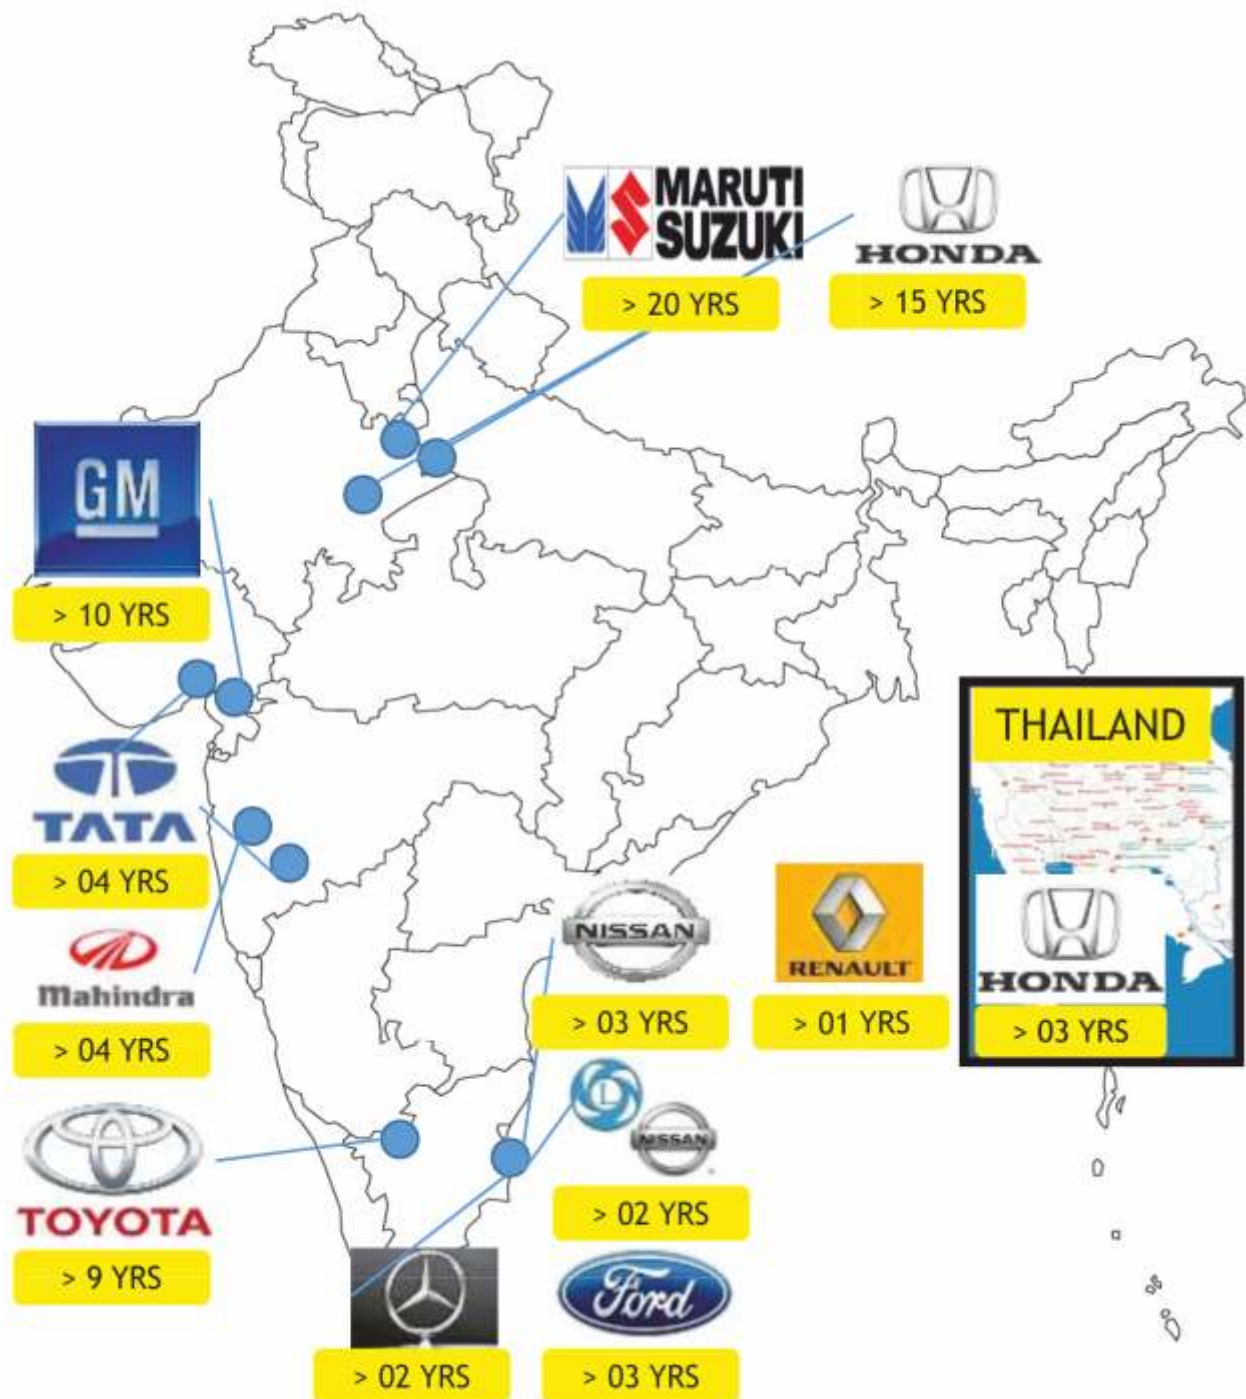 MARUTI
SUZUKI
> 20 YRS
HONDA
> 15 YRS
GM
> 10 YRS
TATA
> 04 YRS
Mahindra
> 04 YRS
TOYOTA
> 9 YRS
NISSAN
> 03 YRS
RENAULT
> 01 YRS
THAILAND
HONDA
> 03 YRS
L
NISSAN
> 02 YRS
> 02 YRS
Ford
> 03 YRS